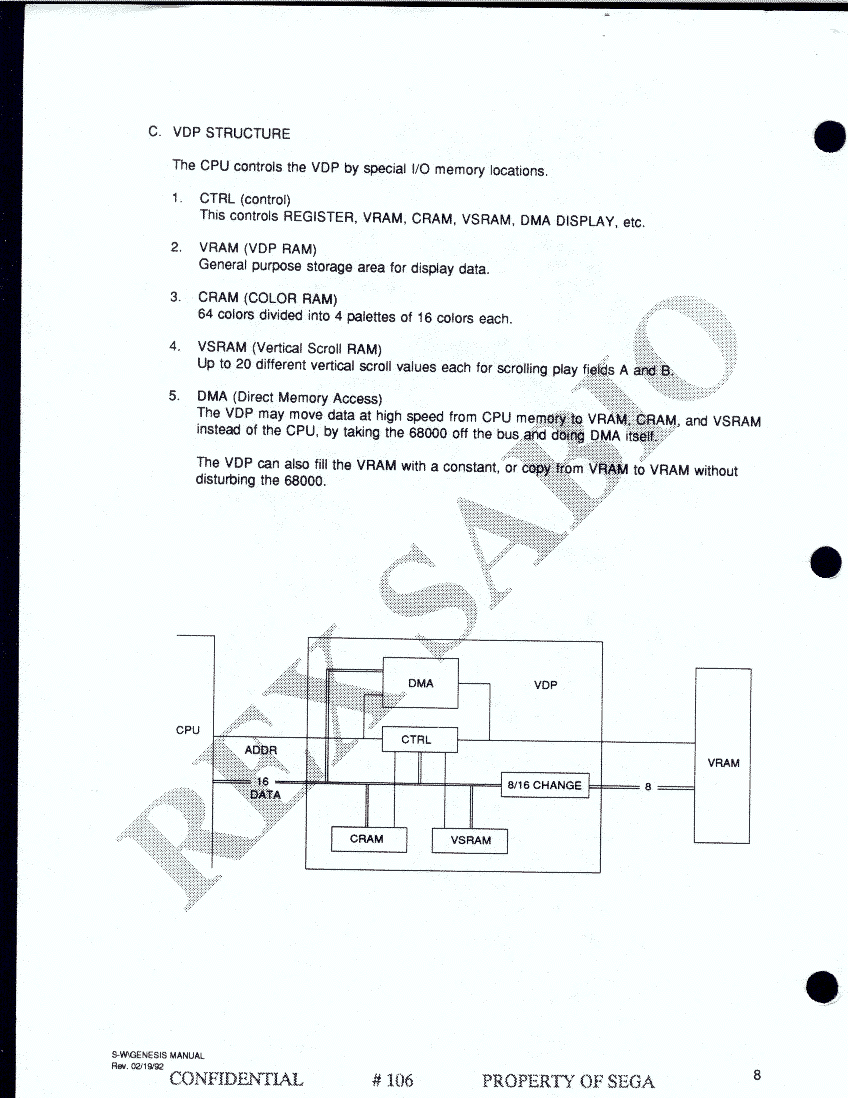 C. VDP STRUCTURE
The CPU controls the VDP by special I/O memory locations.
1. CTRL (control)
This controls REGISTER, VRAM, CRAM, VSRAM, DMA DISPLAY, etc.
2. VRAM (VDP RAM)
General purpose storage area for display data.
3. CRAM (COLOR RAM)
64 colors divided into 4 palettes of 16 colors each.
4. VSRAM (Vertical Scroll RAM)
Up to 20 different vertical scroll values each for scrolling play fields A and B.
5. DMA (Direct Memory Access)
The VDP may move data at high speed from CPU memory to VRAM, CRAM, and VSRAM
instead of the CPU, by taking the 68000 off the bus and doing DMA itself.
The VDP can also fill the VRAM with a constant, or copy from VRAM to VRAM without
disturbing the 68000.
REX SABIO
DMA
VDP
CPU
CTRL
ADDR
VRAM
16
DATA
8/16 CHANGE
8
CRAM
VSRAM
S-W\GENESIS MANUAL
Rev. 02/19/92
CONFIDENTIAL # 106 PROPERTY OF SEGA 8